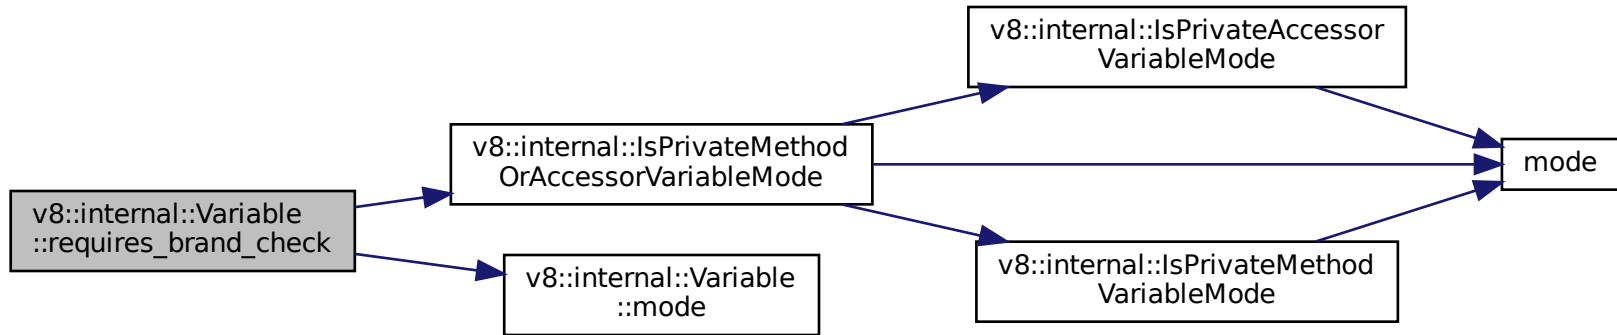 v8::internal::Variable
::requires_brand_check
v8::internal::IsPrivateMethod
OrAccessorVariableMode
v8::internal::Variable
::mode
v8::internal::IsPrivateAccessor
VariableMode
v8::internal::IsPrivateMethod
VariableMode
mode